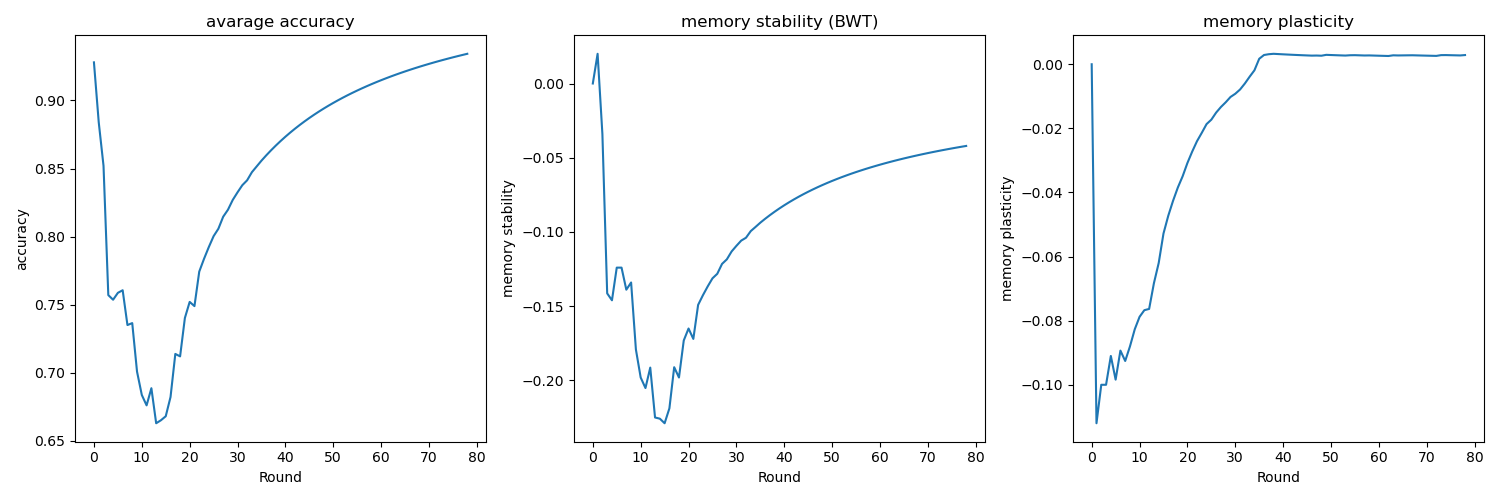 avarage accuracy
accuracy
0.90
0.85
0.80
0.75
0.70
0.65
0 10 20 30 40 50 60 70 80
Round
memory stability (BWT)
memory stability
0.00
−0.05
−0.10
−0.15
−0.20
0 10 20 30 40 50 60 70 80
Round
memory plasticity
memory plasticity
0.00
−0.02
−0.04
−0.06
−0.08
−0.10
0 10 20 30 40 50 60 70 80
Round